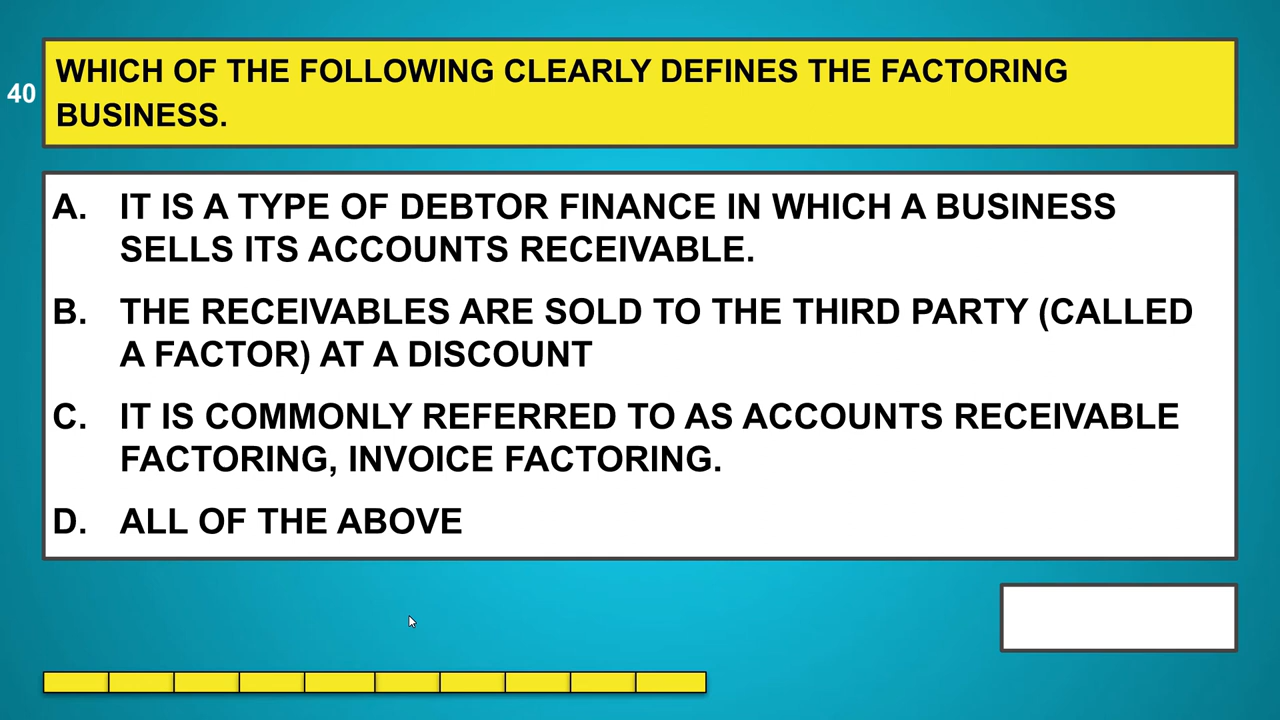 WHICH OF THE FOLLOWING CLEARLY DEFINES THE FACTORING
40
BUSINESS.
A. IT IS A TYPE OF DEBTOR FINANCE IN WHICH A BUSINESS
SELLS ITS ACCOUNTS RECEIVABLE.
B. THE RECEIVABLES ARE SOLD TO THE THIRD PARTY (CALLED
A FACTOR) AT A DISCOUNT
C. IT IS COMMONLY REFERRED TO AS ACCOUNTS RECEIVABLE
FACTORING, INVOICE FACTORING.
D. ALL OF THE ABOVE